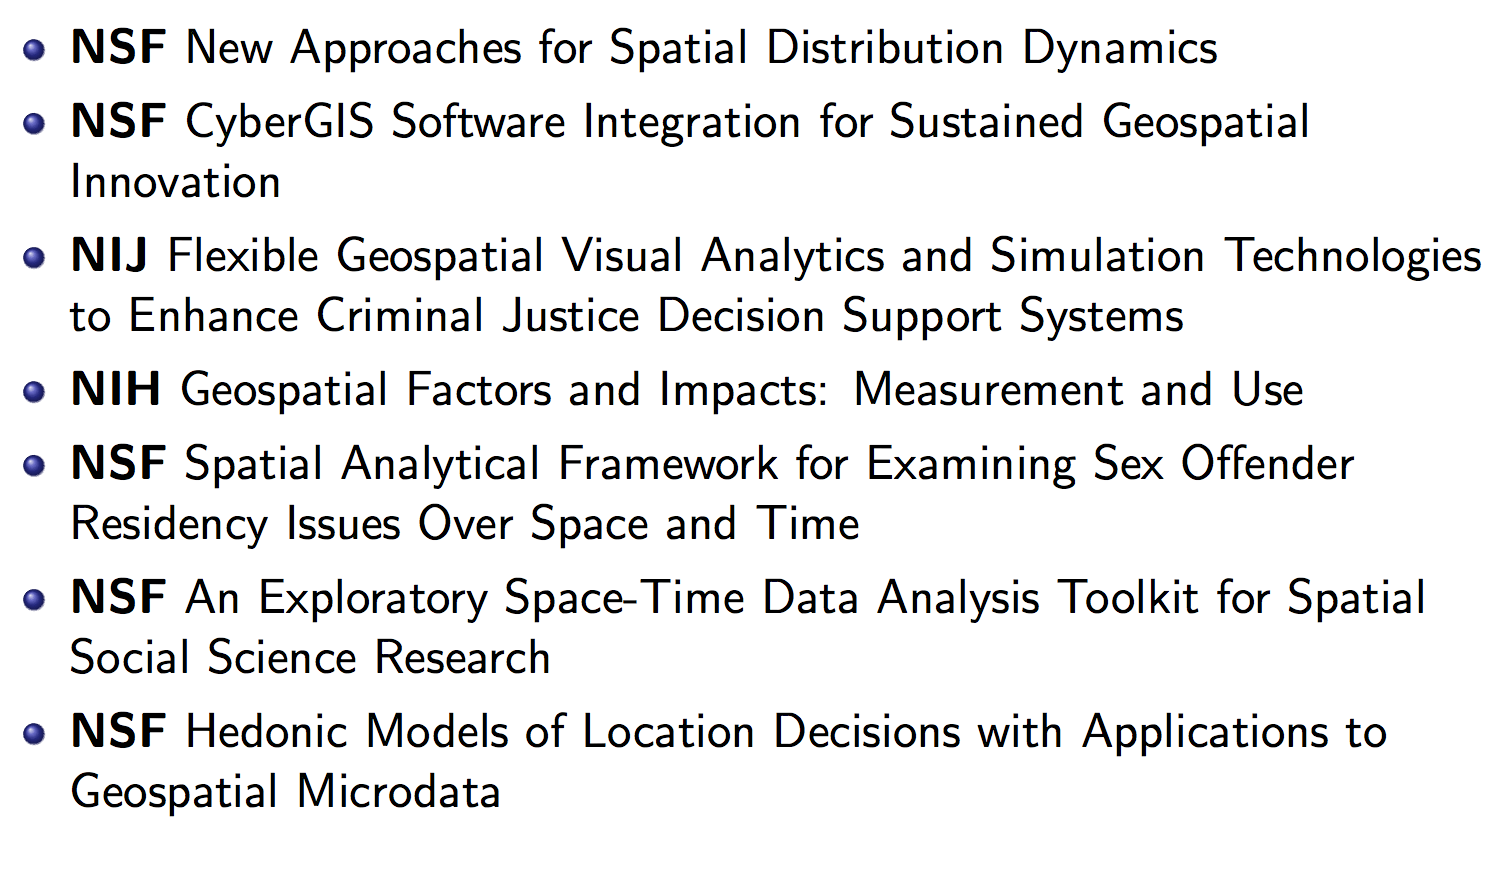 NSF New Approaches for Spatial Distribution Dynamics
NSF CyberGIS Software Integration for Sustained Geospatial
Innovation
NIJ Flexible Geospatial Visual Analytics and Simulation Technologies
to Enhance Criminal Justice Decision Support Systems
NIH Geospatial Factors and Impacts: Measurement and Use
NSF Spatial Analytical Framework for Examining Sex Offender
Residency Issues Over Space and Time
NSF An Exploratory Space-Time Data Analysis Toolkit for Spatial
Social Science Research
NSF Hedonic Models of Location Decisions with Applications to
Geospatial Microdata